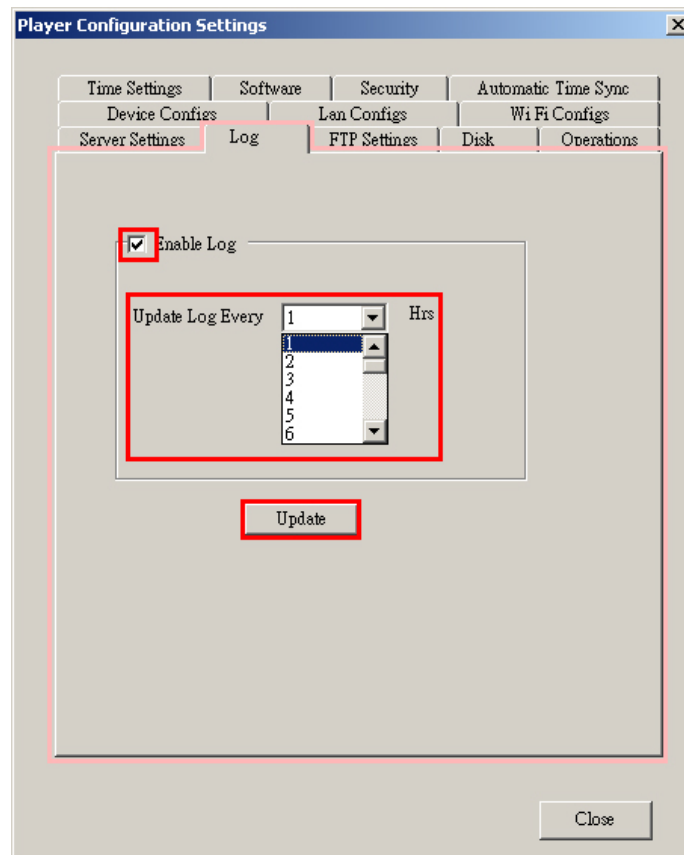 Player Configuration Settings
Time Settings Software Security Automatic Time Sync
Device Configs Lan Configs Wi Fi Configs
Server Settings Log FTP Settings Disk Operations
Enable Log
Update Log Every 1 Hrs
1
2
3
4
5
6
Update
Close